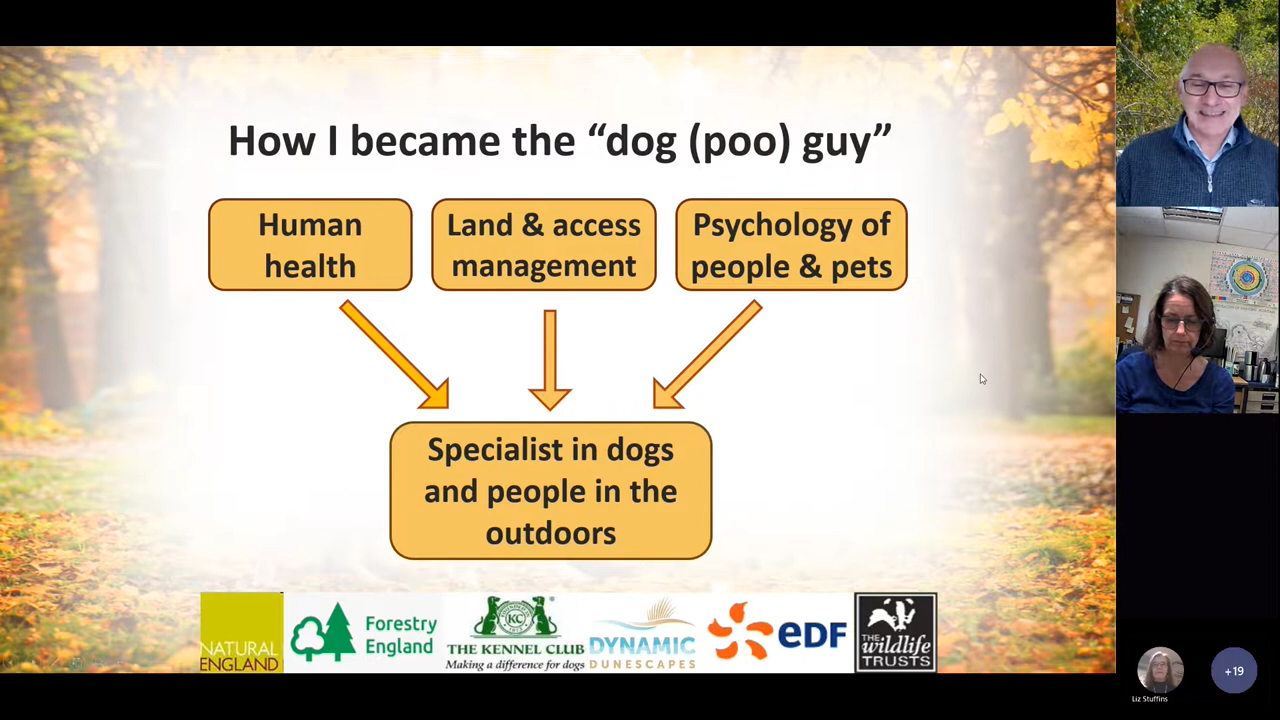 How I became the “dog (poo) guy”
Human
health
Land & access
management
Psychology of
people & pets
Specialist in dogs
and people in the
outdoors
NATURAL
ENGLAND
Forestry
England
KC
THE KENNEL CLUB
Making a difference for dogs
DYNAMIC
DUNESCAPES
eDF
THE
wildlife
TRUSTS
Liz Stuffins
+19